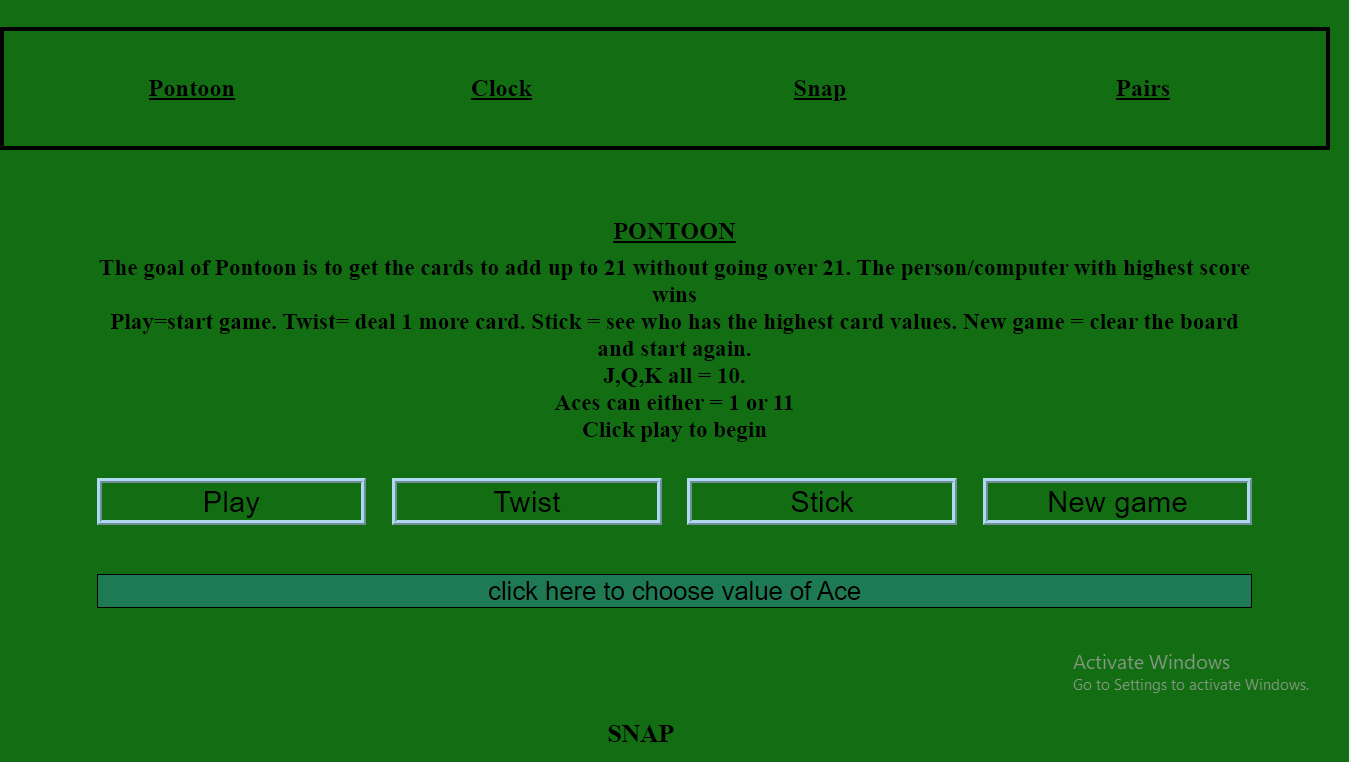 Pontoon Clock Snap Pairs
PONTOON
The goal of Pontoon is to get the cards to add up to 21 without going over 21. The person/computer with highest score
wins
Play=start game. Twist= deal 1 more card. Stick = see who has the highest card values. New game = clear the board
and start again.
J,Q,K all = 10.
Aces can either = 1 or 11
Click play to begin
Play Twist Stick New game
click here to choose value of Ace
Activate Windows
Go to Settings to activate Windows.
SNAP